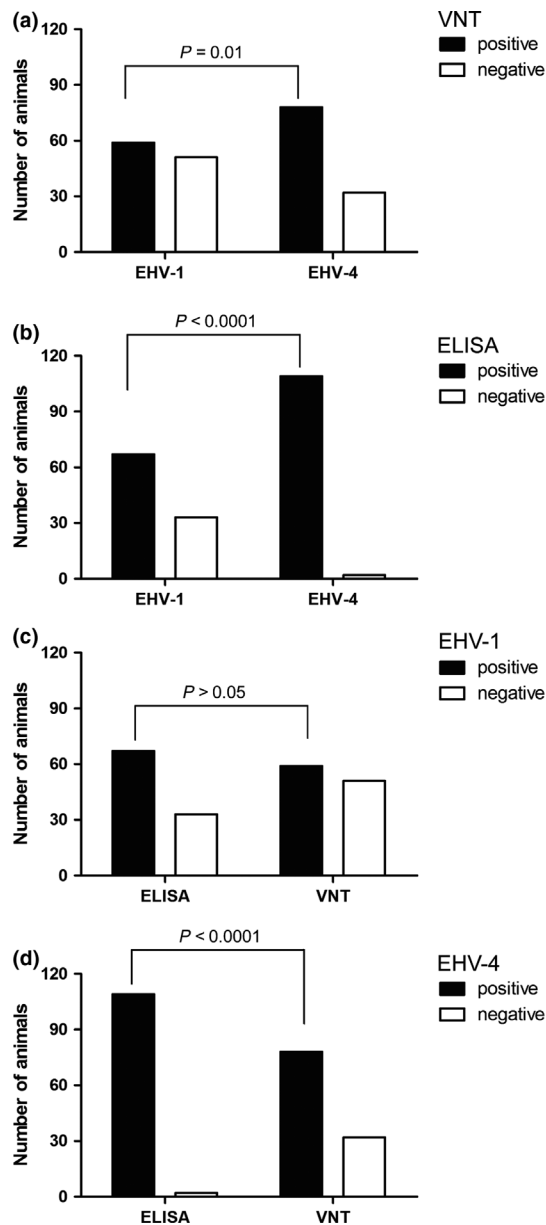 (a)
VNT
positive
negative
P = 0.01
Number of animals
120
90
60
30
0
EHV-1 EHV-4
(b)
ELISA
positive
negative
P < 0.0001
Number of animals
120
90
60
30
0
EHV-1 EHV-4
(c)
EHV-1
positive
negative
P > 0.05
Number of animals
120
90
60
30
0
ELISA VNT
(d)
EHV-4
positive
negative
P < 0.0001
Number of animals
120
90
60
30
0
ELISA VNT